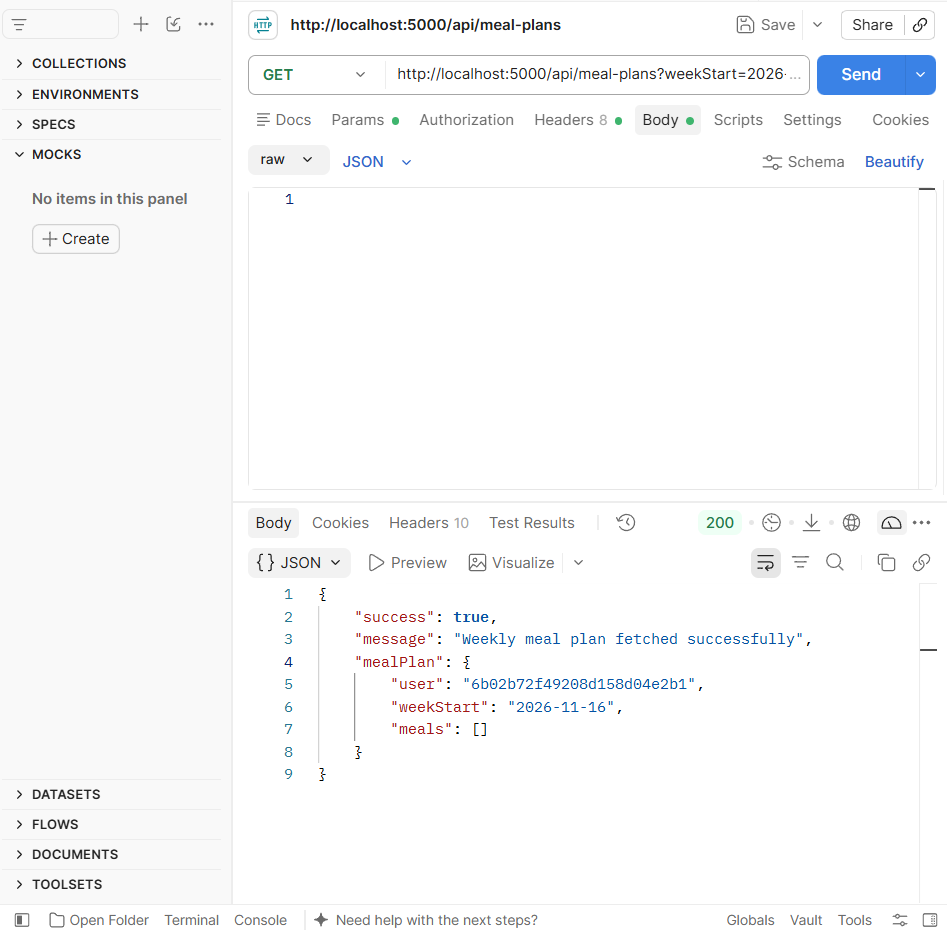 http://localhost:5000/api/meal-plans
Save
Share
COLLECTIONS
ENVIRONMENTS
SPECS
MOCKS
No items in this panel
Create
HTTP
GET
http://localhost:5000/api/meal-plans?weekStart=2026-...
Send
Docs Params Authorization Headers 8 Body Scripts Settings Cookies
raw JSON Schema Beautify
1
Body Cookies Headers 10 Test Results 200
{} JSON Preview Visualize
1 {
2 "success": true,
3 "message": "Weekly meal plan fetched successfully",
4 "mealPlan": {
5 "user": "6b02b72f49208d158d04e2b1",
6 "weekStart": "2026-11-16",
7 "meals": []
8 }
9 }
DATASETS
FLOWS
DOCUMENTS
TOOLSETS
Open Folder Terminal Console Need help with the next steps? Globals Vault Tools